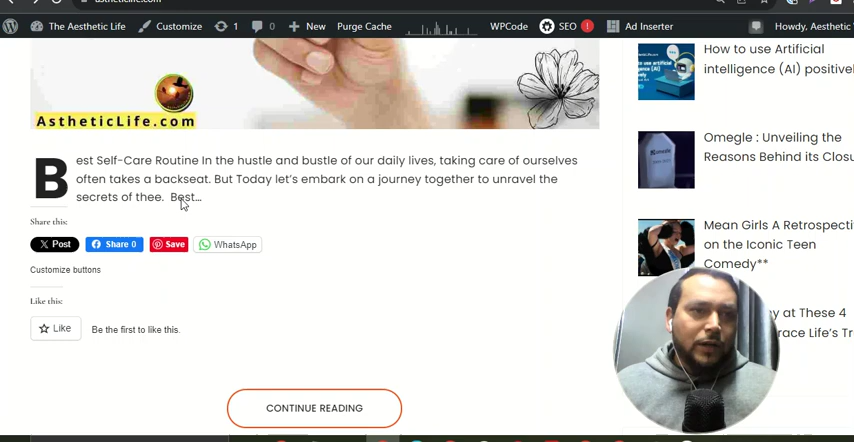 astheticlife.com
The Aesthetic Life Customize 1 0 New Purge Cache WPCode SEO ! Ad Inserter Howdy, Aesthetic
AstheticLife.com
Best Self-Care Routine In the hustle and bustle of our daily lives, taking care of ourselves
often takes a backseat. But Today let's embark on a journey together to unravel the
secrets of thee. Best...
Share this:
Post Share 0 Save WhatsApp
Customize buttons
Like this:
Like Be the first to like this.
CONTINUE READING
How to use Artificial
intelligence (AI) positivel
Omegle : Unveiling the
Reasons Behind its Closu
Mean Girls A Retrospecti
on the Iconic Teen
Comedy**
y at These 4
race Life's Tr